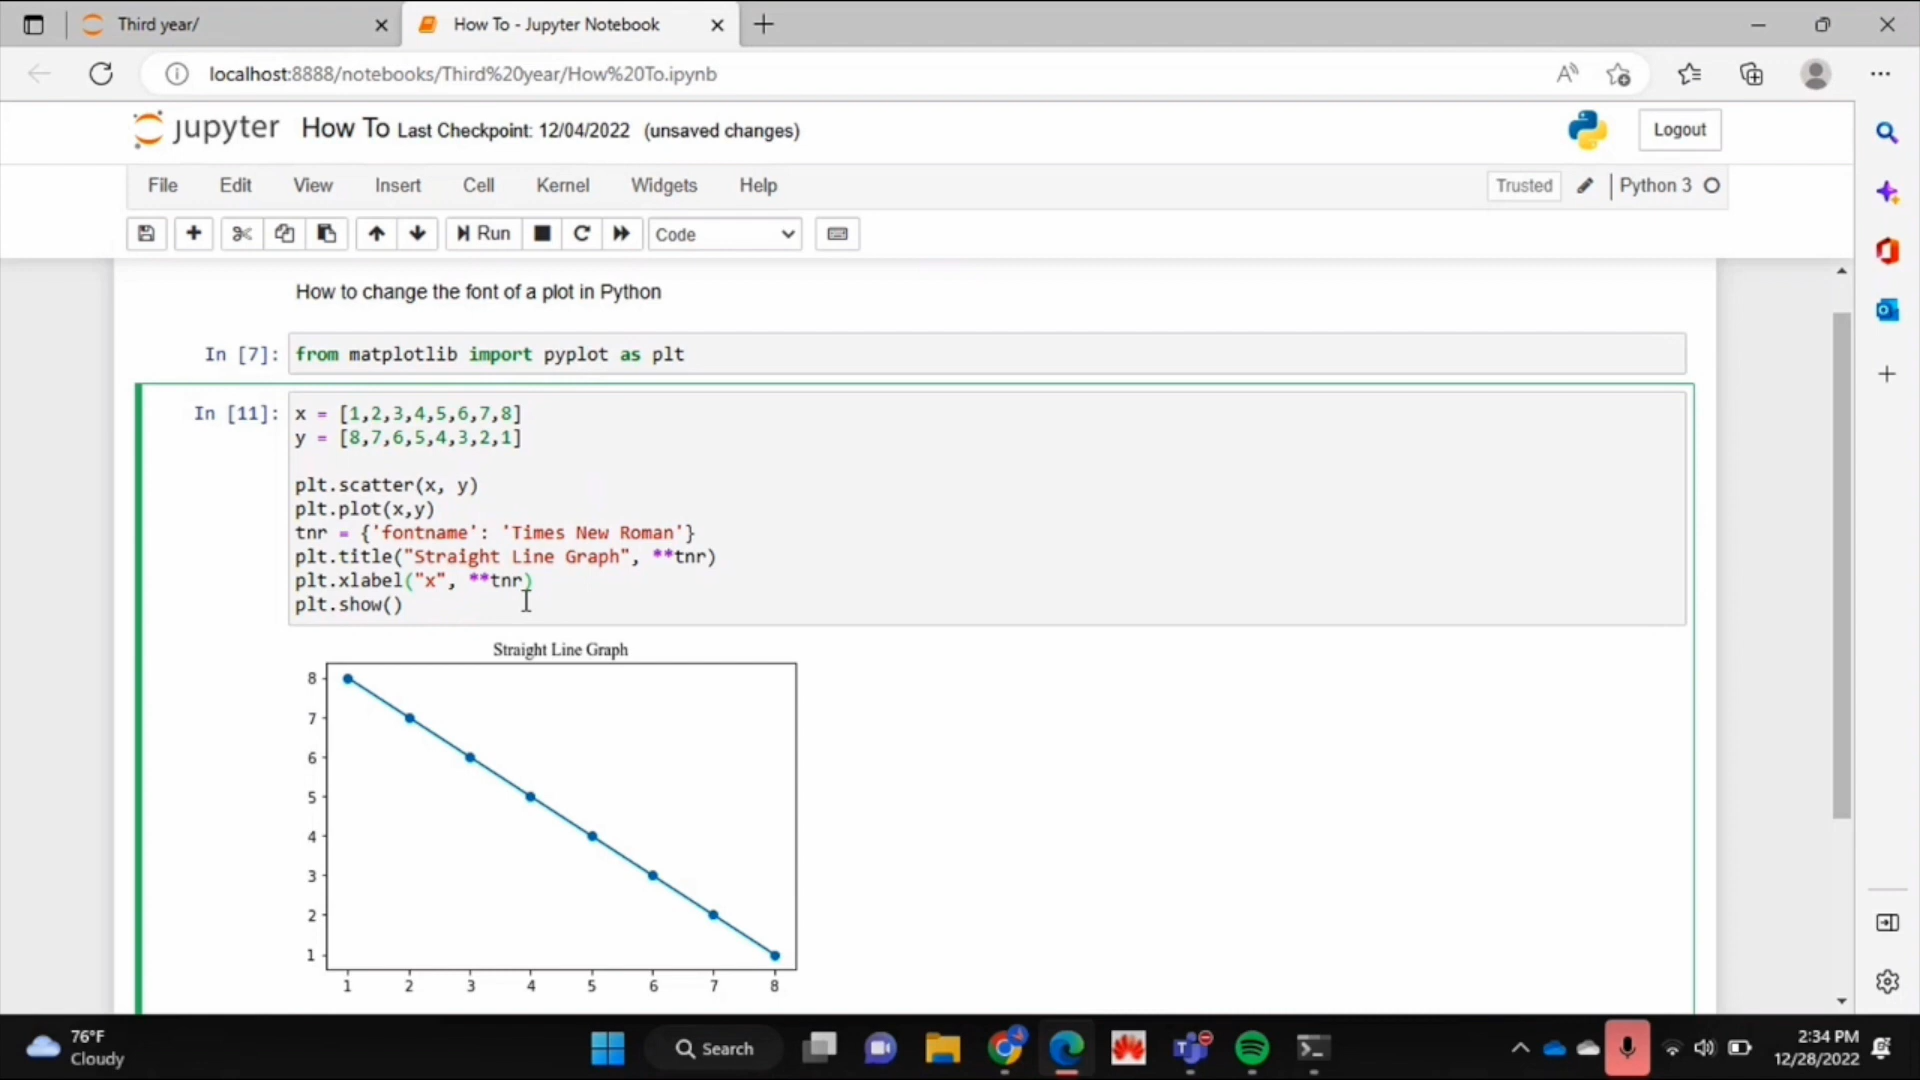 Third year/
How To - Jupyter Notebook
localhost:8888/notebooks/Third%20year/How%20To.ipynb
jupyter How To Last Checkpoint: 12/04/2022 (unsaved changes)
Logout
File Edit View Insert Cell Kernel Widgets Help
Trusted
Python 3
Run
Code
How to change the font of a plot in Python
In [7]: from matplotlib import pyplot as plt
In [11]: x = [1,2,3,4,5,6,7,8]
y = [8,7,6,5,4,3,2,1]
plt.scatter(x, y)
plt.plot(x,y)
tnr = {'fontname': 'Times New Roman'}
plt.title("Straight Line Graph", **tnr)
plt.xlabel("x", **tnr)
plt.show()
Straight Line Graph
8
7
6
5
4
3
2
1
1 2 3 4 5 6 7 8
76°F
Cloudy
Search
2:34 PM
12/28/2022